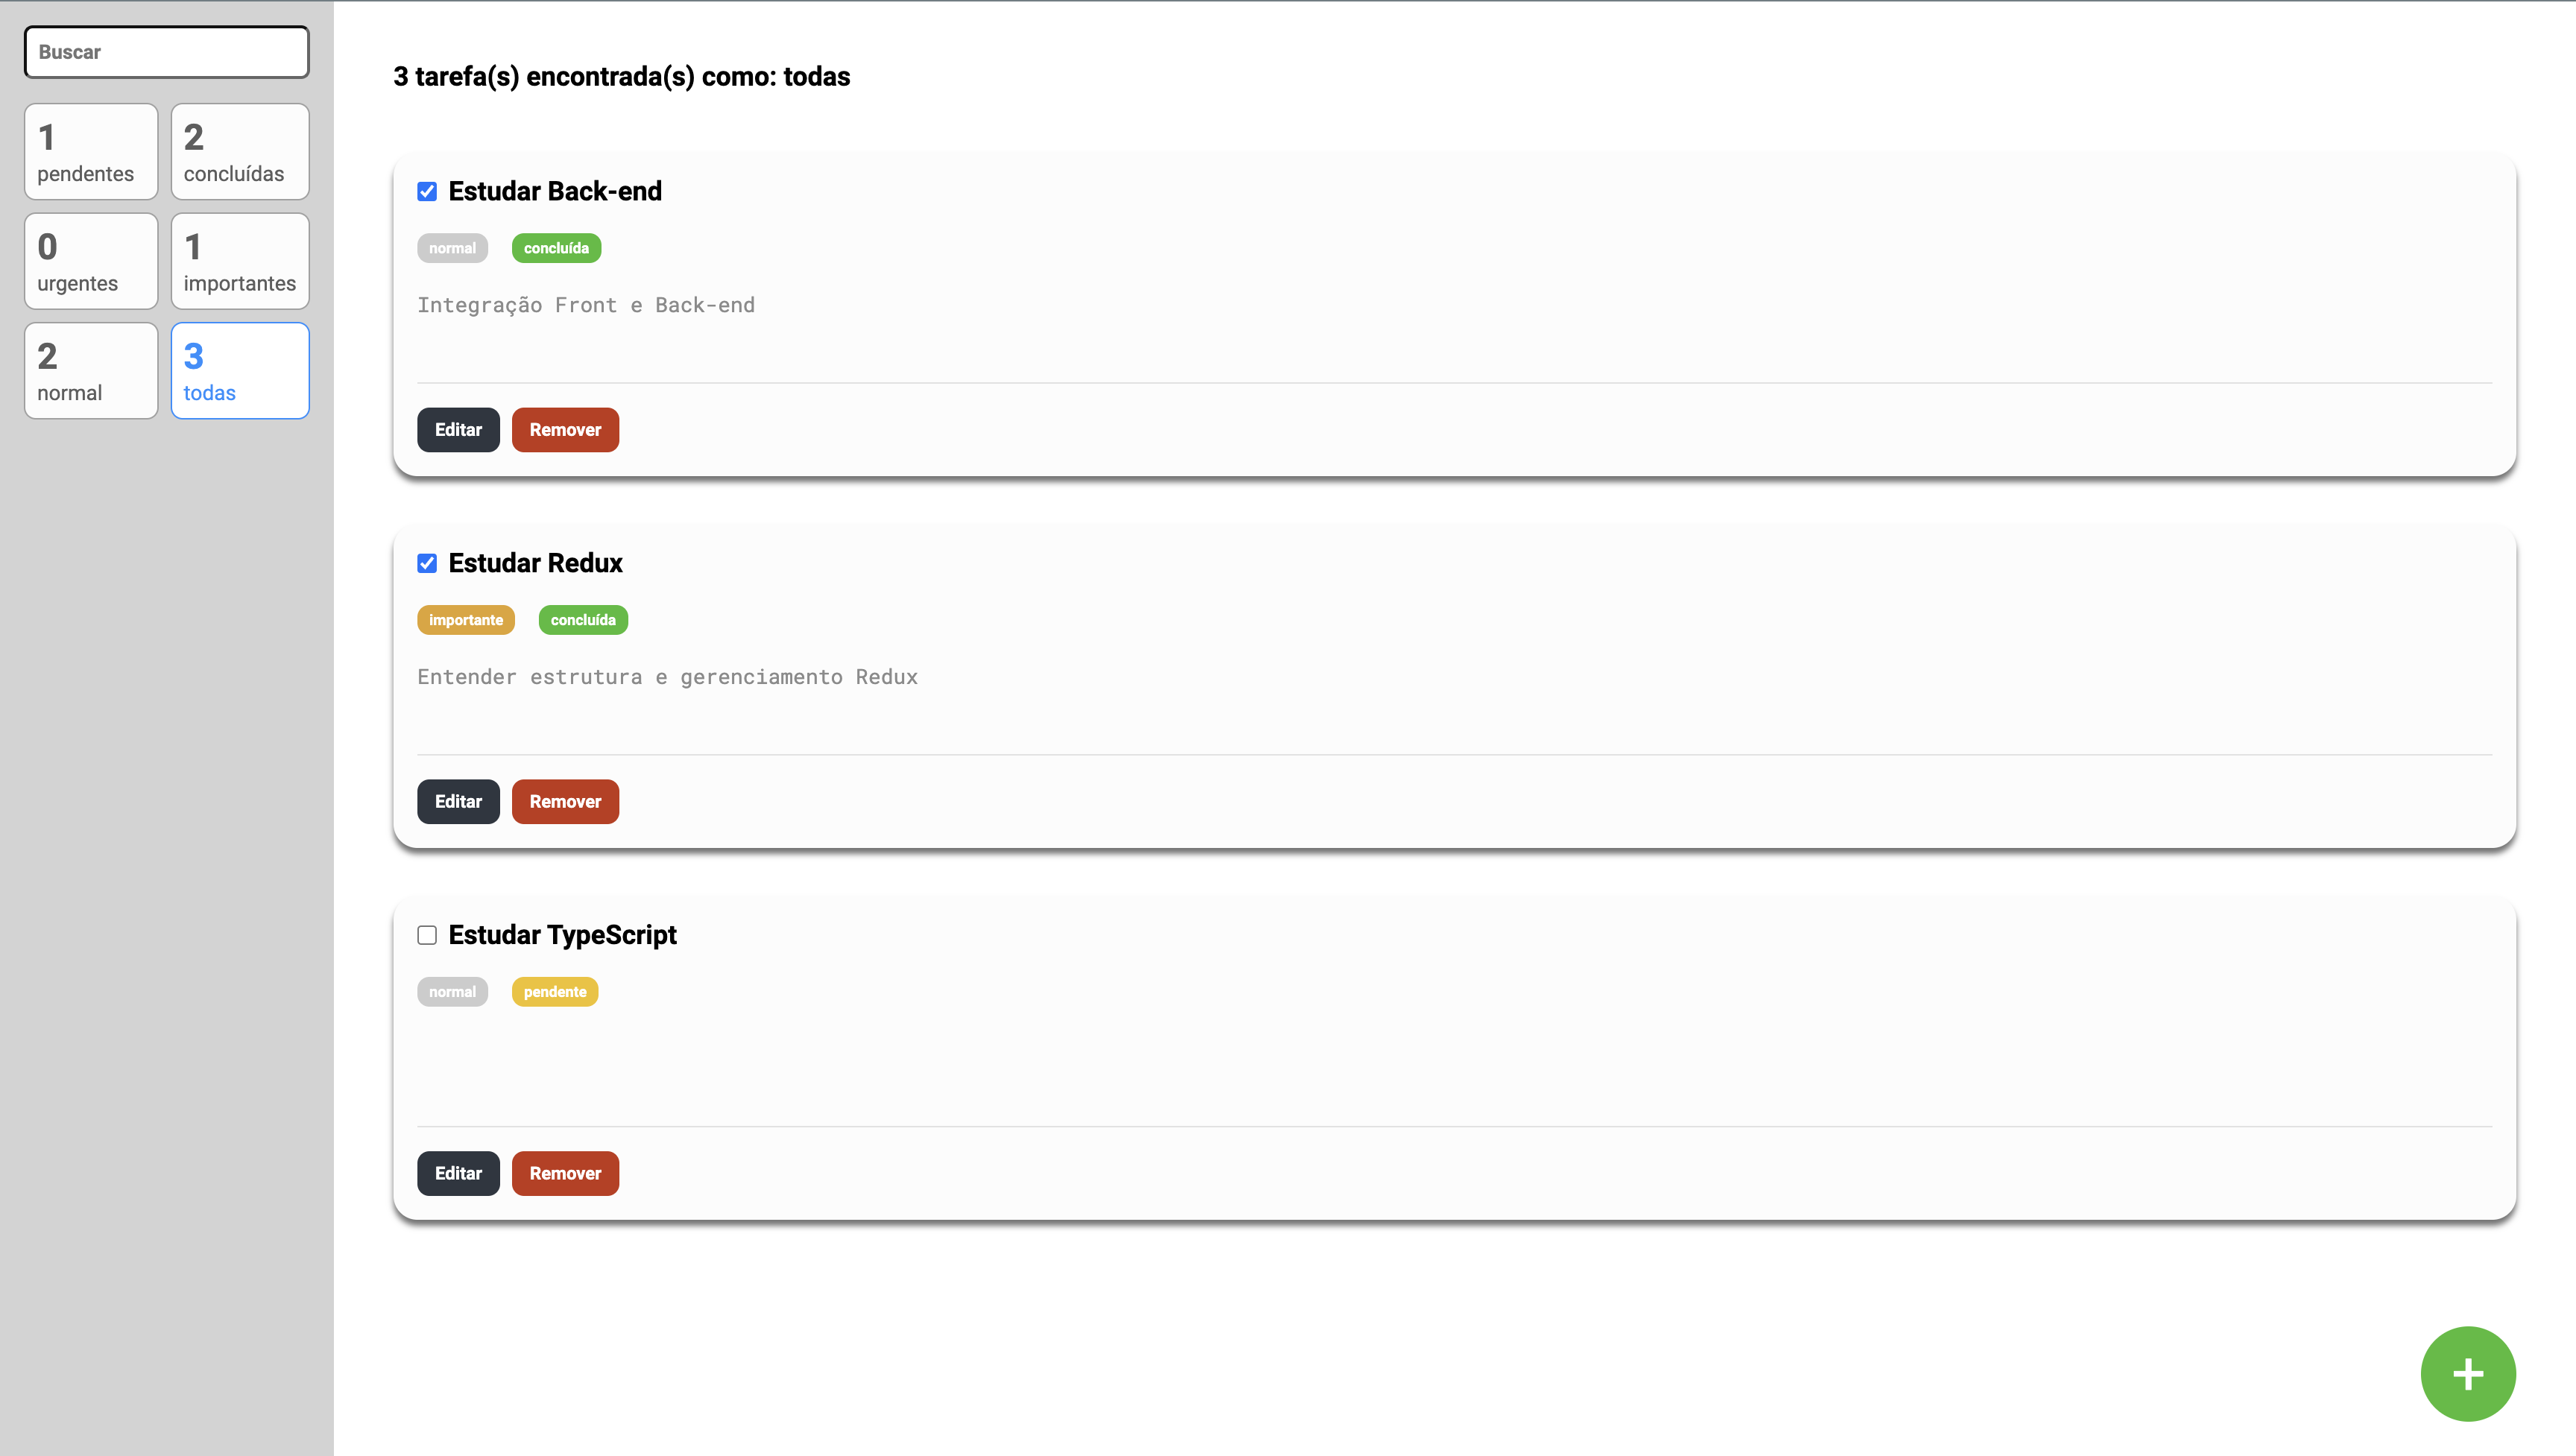 Buscar
1
pendentes
2
concluídas
0
urgentes
1
importantes
2
normal
3
todas
3 tarefa(s) encontrada(s) como: todas
Estudar Back-end
normal concluída
Integração Front e Back-end
Editar Remover
Estudar Redux
importante concluída
Entender estrutura e gerenciamento Redux
Editar Remover
Estudar TypeScript
normal pendente
Editar Remover
+